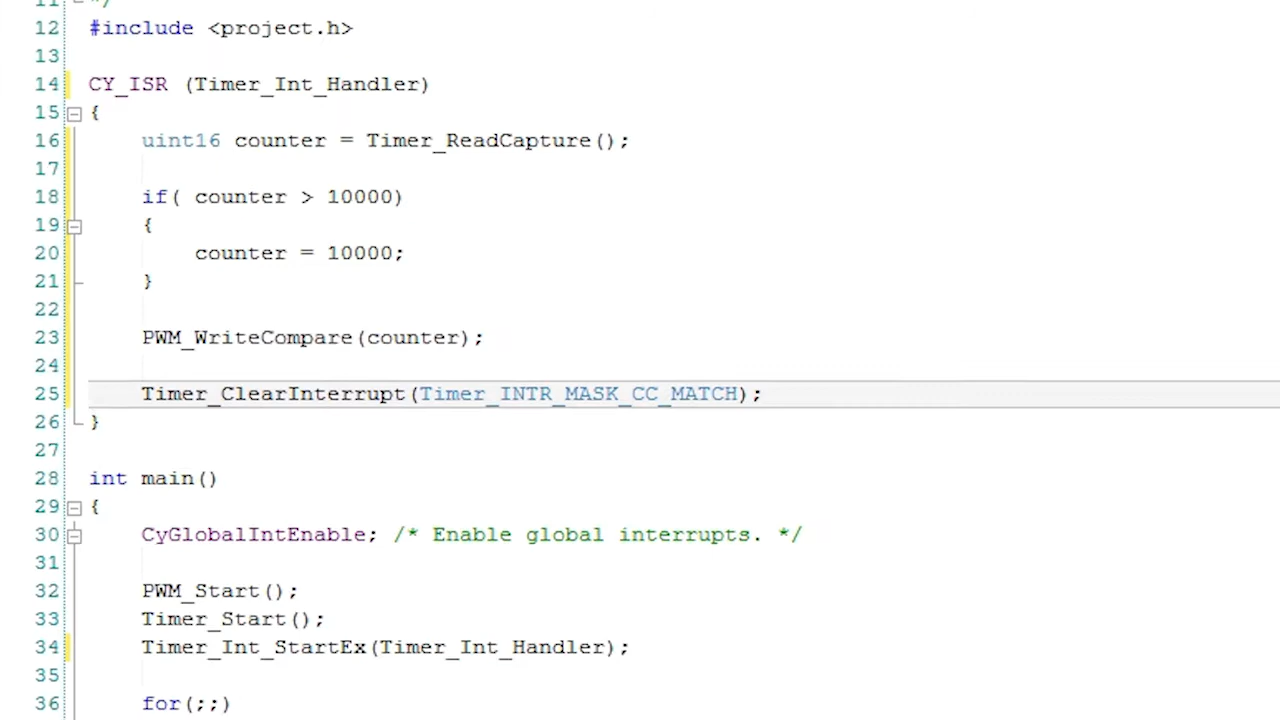 11 */
12 #include <project.h>
13
14 CY_ISR (Timer_Int_Handler)
15 {
16 uint16 counter = Timer_ReadCapture();
17
18 if( counter > 10000)
19 {
20 counter = 10000;
21 }
22
23 PWM_WriteCompare(counter);
24
25 Timer_ClearInterrupt(Timer_INTR_MASK_CC_MATCH);
26 }
27
28 int main()
29 {
30 CyGlobalIntEnable; /* Enable global interrupts. */
31
32 PWM_Start();
33 Timer_Start();
34 Timer_Int_StartEx(Timer_Int_Handler);
35
36 for(;;)